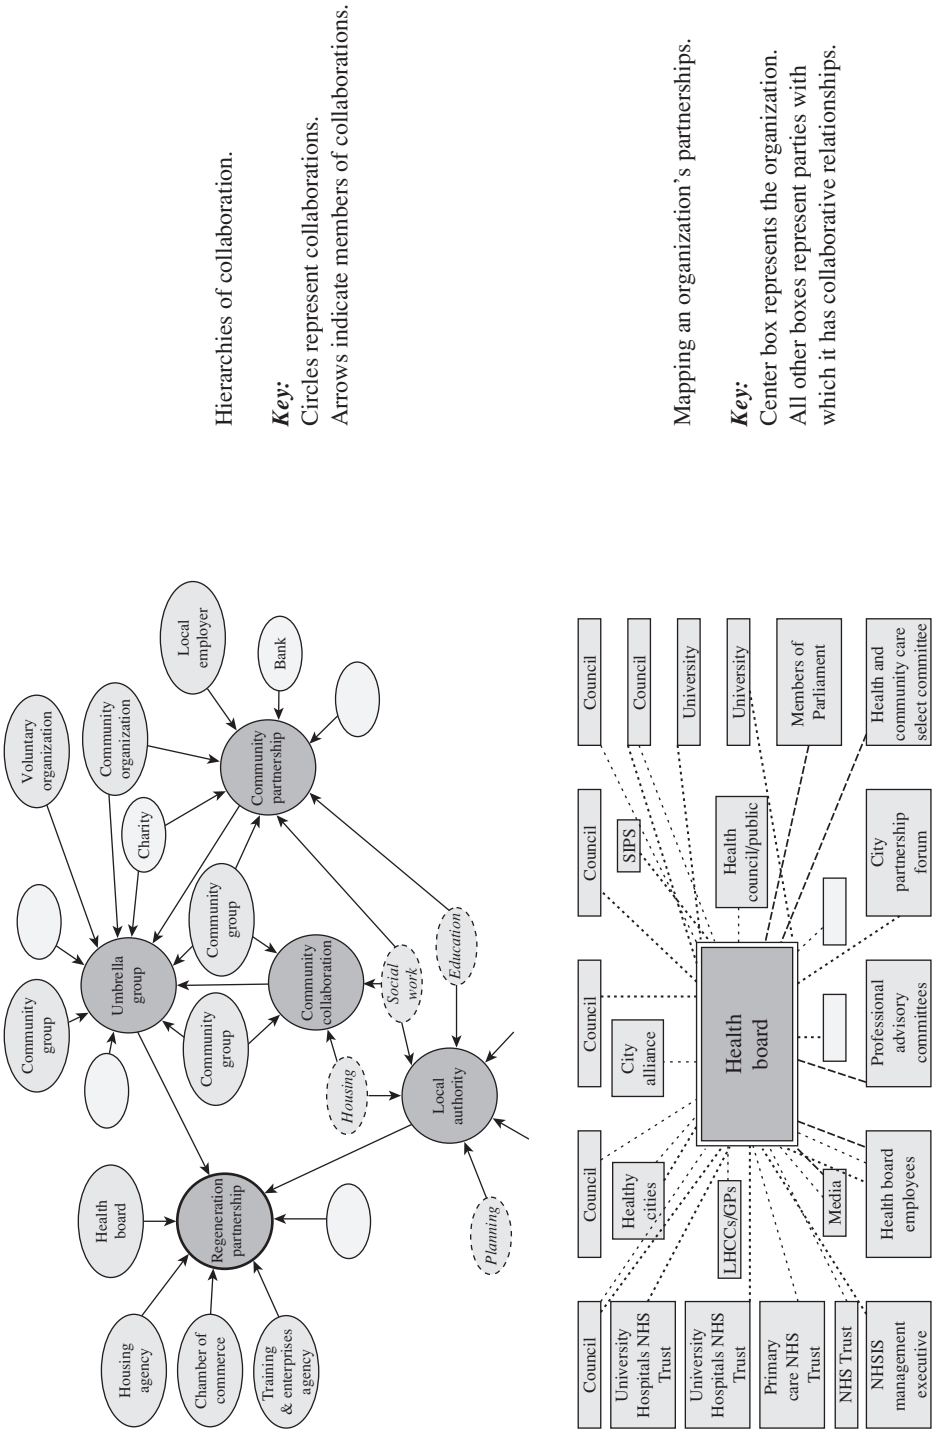 Housing
agency
Chamber of
commerce
Training
& enterprises
agency
Health
board
Regeneration
partnership
Community
group
Umbrella
group
Voluntary
organization
Community
organization
Charity
Community
group
Community
group
Community
collaboration
Community
partnership
Local
employer
Bank
Housing
Social
work
Education
Local
authority
Planning
Hierarchies of collaboration.
Key:
Circles represent collaborations.
Arrows indicate members of collaborations.
Council
Council
Council
Council
Council
University
Hospitals NHS
Trust
Healthy
cities
City
alliance
SIPS
Council
University
Hospitals NHS
Trust
LHCCs/GPs
Health
board
Health
council/public
University
University
Primary
care NHS
Trust
Media
Members of
Parliament
NHS Trust
NHSIS
management
executive
Health board
employees
Professional
advisory
committees
City
partnership
forum
Health and
community care
select committee
Mapping an organization's partnerships.
Key:
Center box represents the organization.
All other boxes represent parties with
which it has collaborative relationships.